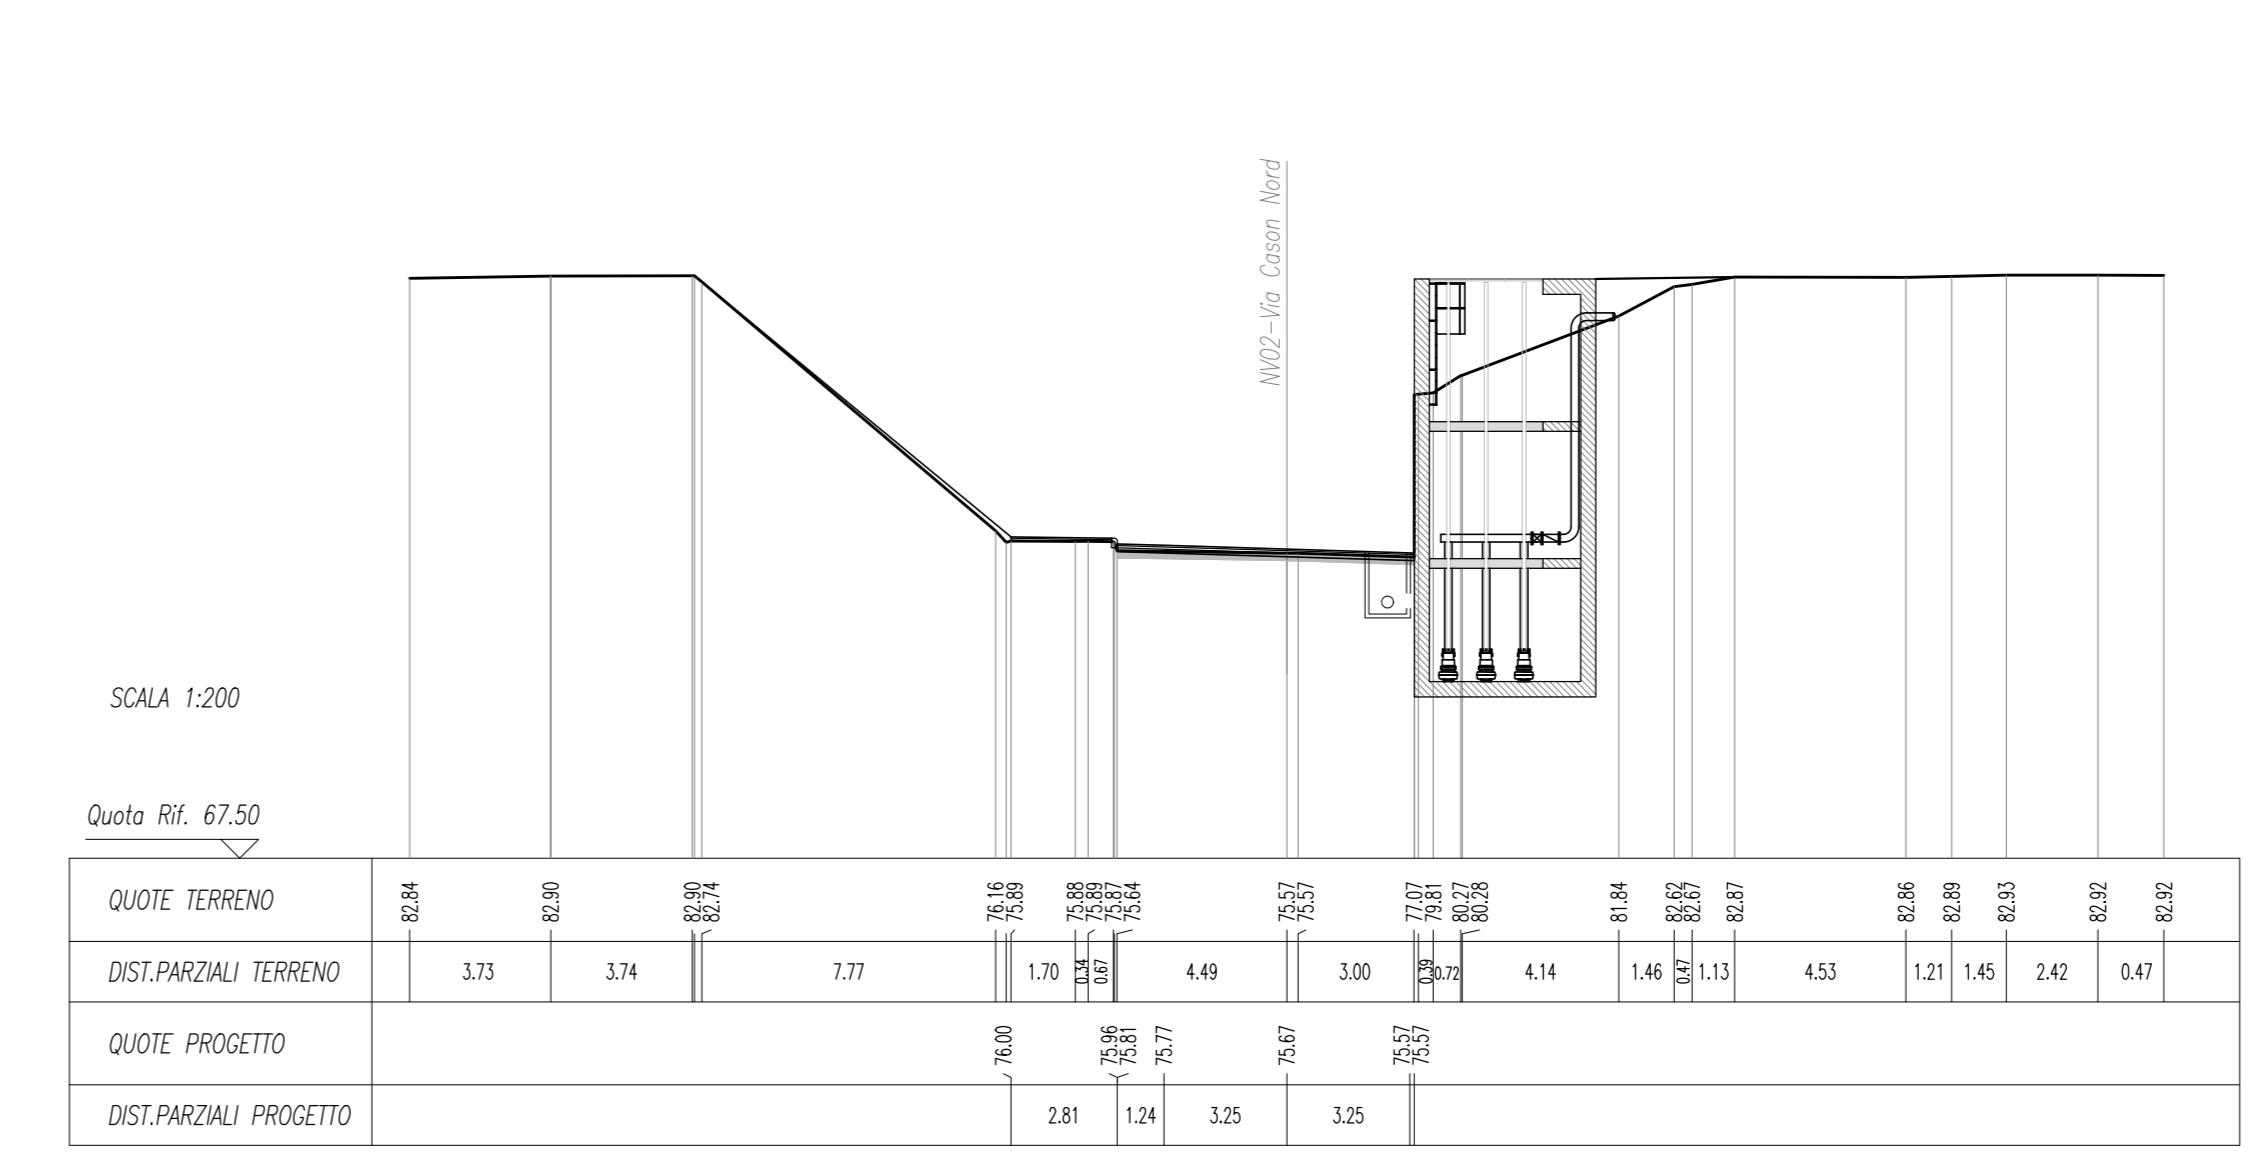 NV02-Via Cason Nord
SCALA 1:200
Quota Rif. 67.50
QUOTE TERRENO 82.84 82.90 82.90 82.74 76.16 75.89 75.88 75.89 75.87 75.64 75.57 75.57 77.07 79.81 80.27 80.28 81.84 82.62 82.67 82.87 82.86 82.89 82.93 82.92 82.92
DIST.PARZIALI TERRENO 3.73 3.74 7.77 1.70 0.34 0.67 4.49 3.00 0.39 0.72 4.14 1.46 0.47 1.13 4.53 1.21 1.45 2.42 0.47
QUOTE PROGETTO 76.00 75.96 75.81 75.77 75.67 75.57 75.57
DIST.PARZIALI PROGETTO 2.81 1.24 3.25 3.25